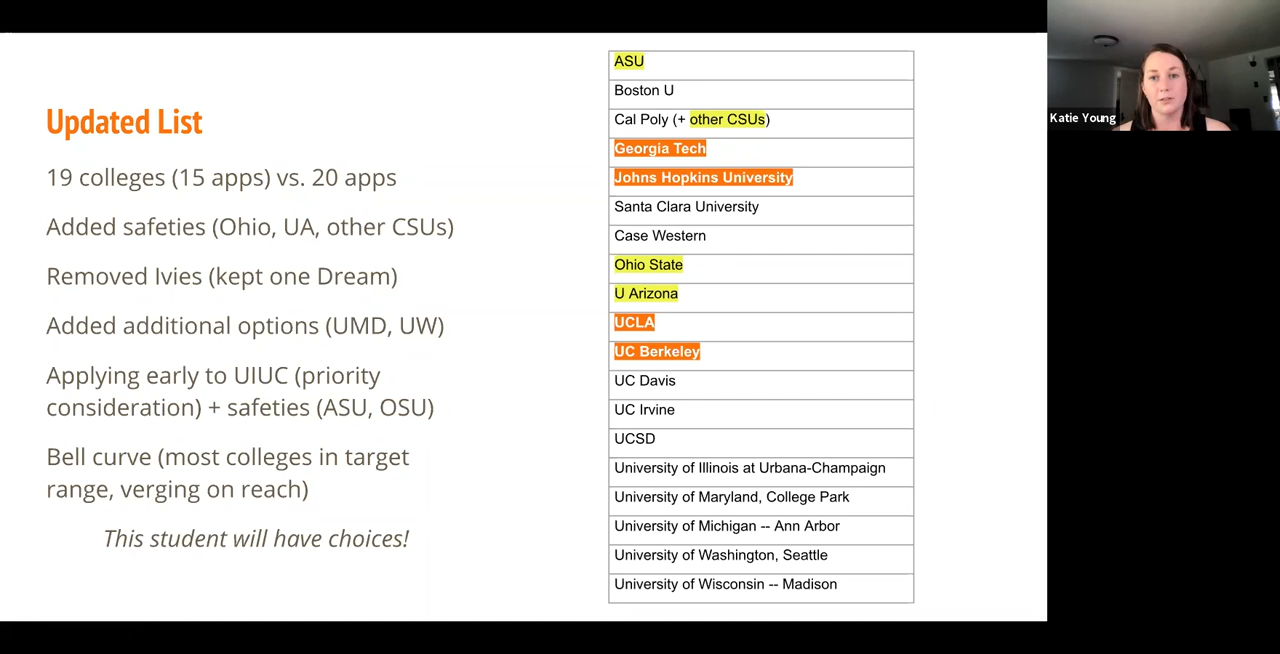 Updated List
19 colleges (15 apps) vs. 20 apps
Added safeties (Ohio, UA, other CSUs)
Removed Ivies (kept one Dream)
Added additional options (UMD, UW)
Applying early to UIUC (priority
consideration) + safeties (ASU, OSU)
Bell curve (most colleges in target
range, verging on reach)
This student will have choices!
ASU
Boston U
Cal Poly (+ other CSUs)
Georgia Tech
Johns Hopkins University
Santa Clara University
Case Western
Ohio State
U Arizona
UCLA
UC Berkeley
UC Davis
UC Irvine
UCSD
University of Illinois at Urbana-Champaign
University of Maryland, College Park
University of Michigan -- Ann Arbor
University of Washington, Seattle
University of Wisconsin -- Madison
Katie Young